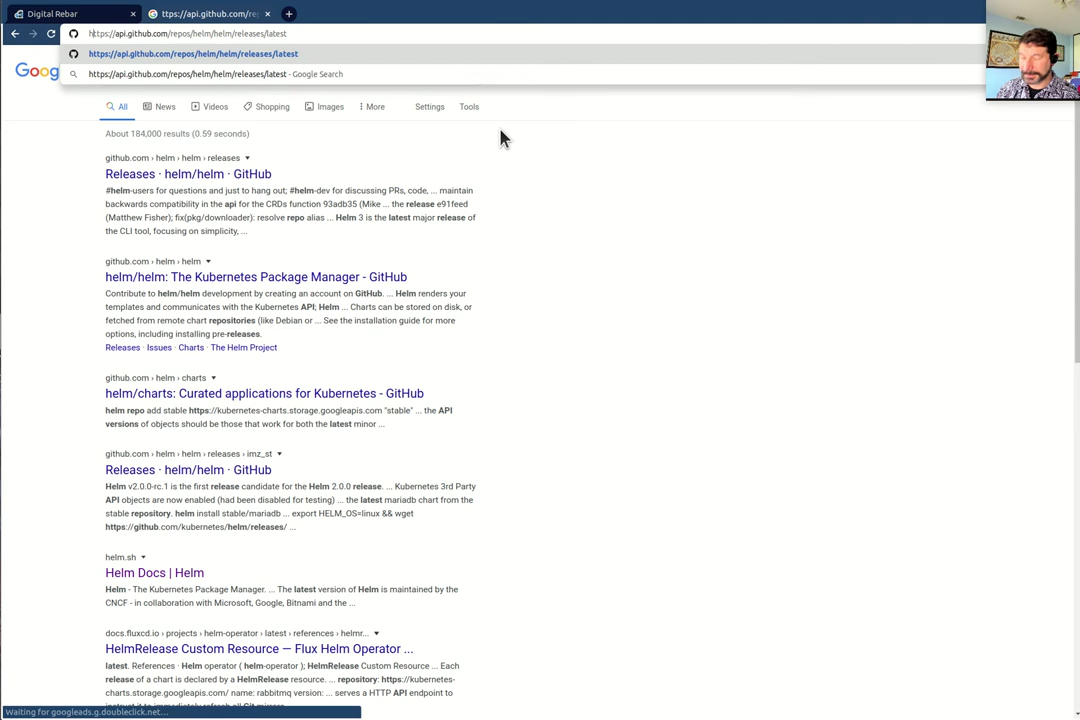 Digital Rebar
ttps://api.github.com/re
https://api.github.com/repos/helm/helm/releases/latest
https://api.github.com/repos/helm/helm/releases/latest
https://api.github.com/repos/helm/helm/releases/latest - Google Search
Goog
All News Videos Shopping Images More Settings Tools
About 184,000 results (0.59 seconds)
github.com › helm › helm › releases
Releases · helm/helm · GitHub
#helm-users for questions and just to hang out; #helm-dev for discussing PRs, code, ... maintain
backwards compatibility in the api for the CRDs function 93adb35 (Mike ... the release e91feed
(Matthew Fisher); fix(pkg/downloader): resolve repo alias ... Helm 3 is the latest major release of
the CLI tool, focusing on simplicity, ...
github.com › helm › helm
helm/helm: The Kubernetes Package Manager - GitHub
Contribute to helm/helm development by creating an account on GitHub. ... Helm renders your
templates and communicates with the Kubernetes API; Helm ... Charts can be stored on disk, or
fetched from remote chart repositories (like Debian or ... See the installation guide for more
options, including installing pre-releases.
Releases · Issues · Charts · The Helm Project
github.com › helm › charts
helm/charts: Curated applications for Kubernetes - GitHub
helm repo add stable https://kubernetes-charts.storage.googleapis.com "stable" ... the API
versions of objects should be those that work for both the latest minor ...
github.com › helm › helm › releases › imz_st
Releases · helm/helm · GitHub
Helm v2.0.0-rc.1 is the first release candidate for the Helm 2.0.0 release. ... Kubernetes 3rd Party
API objects are now enabled (had been disabled for testing) ... the latest mariadb chart from the
stable repository. helm install stable/mariadb ... export HELM_OS=linux && wget
https://github.com/kubernetes/helm/releases/ ...
helm.sh
Helm Docs | Helm
Helm - The Kubernetes Package Manager. ... The latest version of Helm is maintained by the
CNCF - in collaboration with Microsoft, Google, Bitnami and the ...
docs.fluxcd.io › projects › helm-operator › latest › references › helmr...
HelmRelease Custom Resource — Flux Helm Operator ...
latest. References · Helm operator ( helm-operator ); HelmRelease Custom Resource ... Each
release of a chart is declared by a HelmRelease resource. ... repository: https://kubernetes-
charts.storage.googleapis.com/ name: rabbitmq version: ... serves a HTTP API endpoint to
instruct it to immediately refresh all Git mirrors.
Waiting for googleads.g.doubleclick.net...